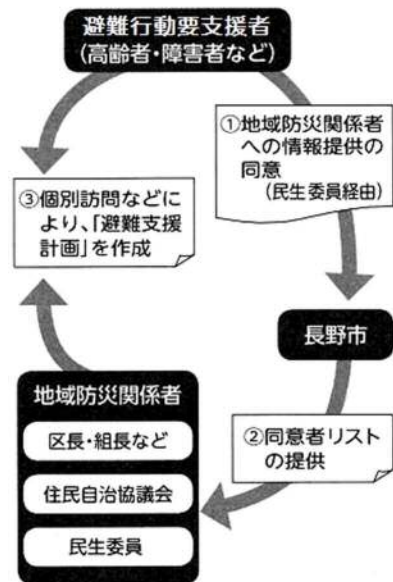 避難行動要支援者
(高齢者・障害者など)
①地域防災関係者
への情報提供の
同意
(民生委員経由)
③個別訪問などに
より、「避難支援
計画」を作成
長野市
地域防災関係者
区長・組長など
住民自治協議会
民生委員
②同意者リスト
の提供